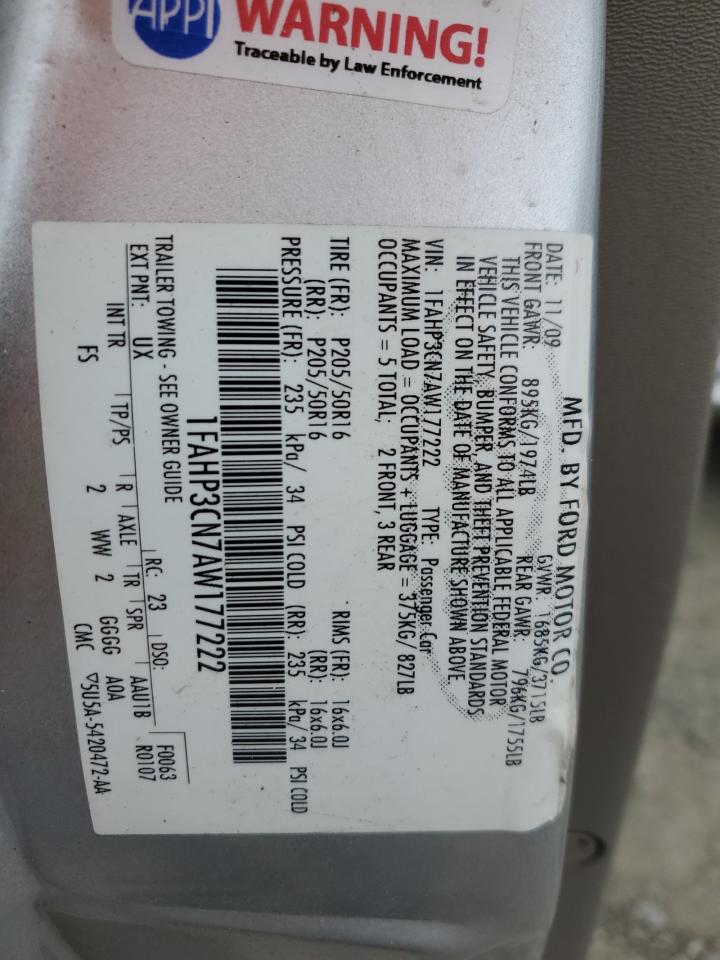 APPI
WARNING!
Traceable by Law Enforcement
MFD. BY FORD MOTOR CO.
DATE: 11/09 GVWR: 1685KG/3715LB
FRONT GAWR: 895KG/1974LB REAR GAWR: 796KG/1755LB
THIS VEHICLE CONFORMS TO ALL APPLICABLE FEDERAL MOTOR
VEHICLE SAFETY, BUMPER, AND THEFT PREVENTION STANDARDS
IN EFFECT ON THE DATE OF MANUFACTURE SHOWN ABOVE.
VIN: 1FAHP3CN7AW177222 TYPE: Passenger Car
MAXIMUM LOAD = OCCUPANTS + LUGGAGE = 375KG/ 827LB
OCCUPANTS = 5 TOTAL; 2 FRONT, 3 REAR
TIRE (FR): P205/50R16 RIMS (FR): 16x6.0J
(RR): P205/50R16 (RR): 16x6.0J
PRESSURE (FR): 235 kPa/ 34 PSI COLD (RR): 235 kPa/ 34 PSI COLD
1FAHP3CN7AW177222
TRAILER TOWING - SEE OWNER GUIDE F0063
EXT PNT: UX RC: 23 DSO: AAU1B R0107
INT TR TP/PS R AXLE TR SPR
FS 2 WW 2 GGGG A0A
CMC ▽5U5A-5420472-AA